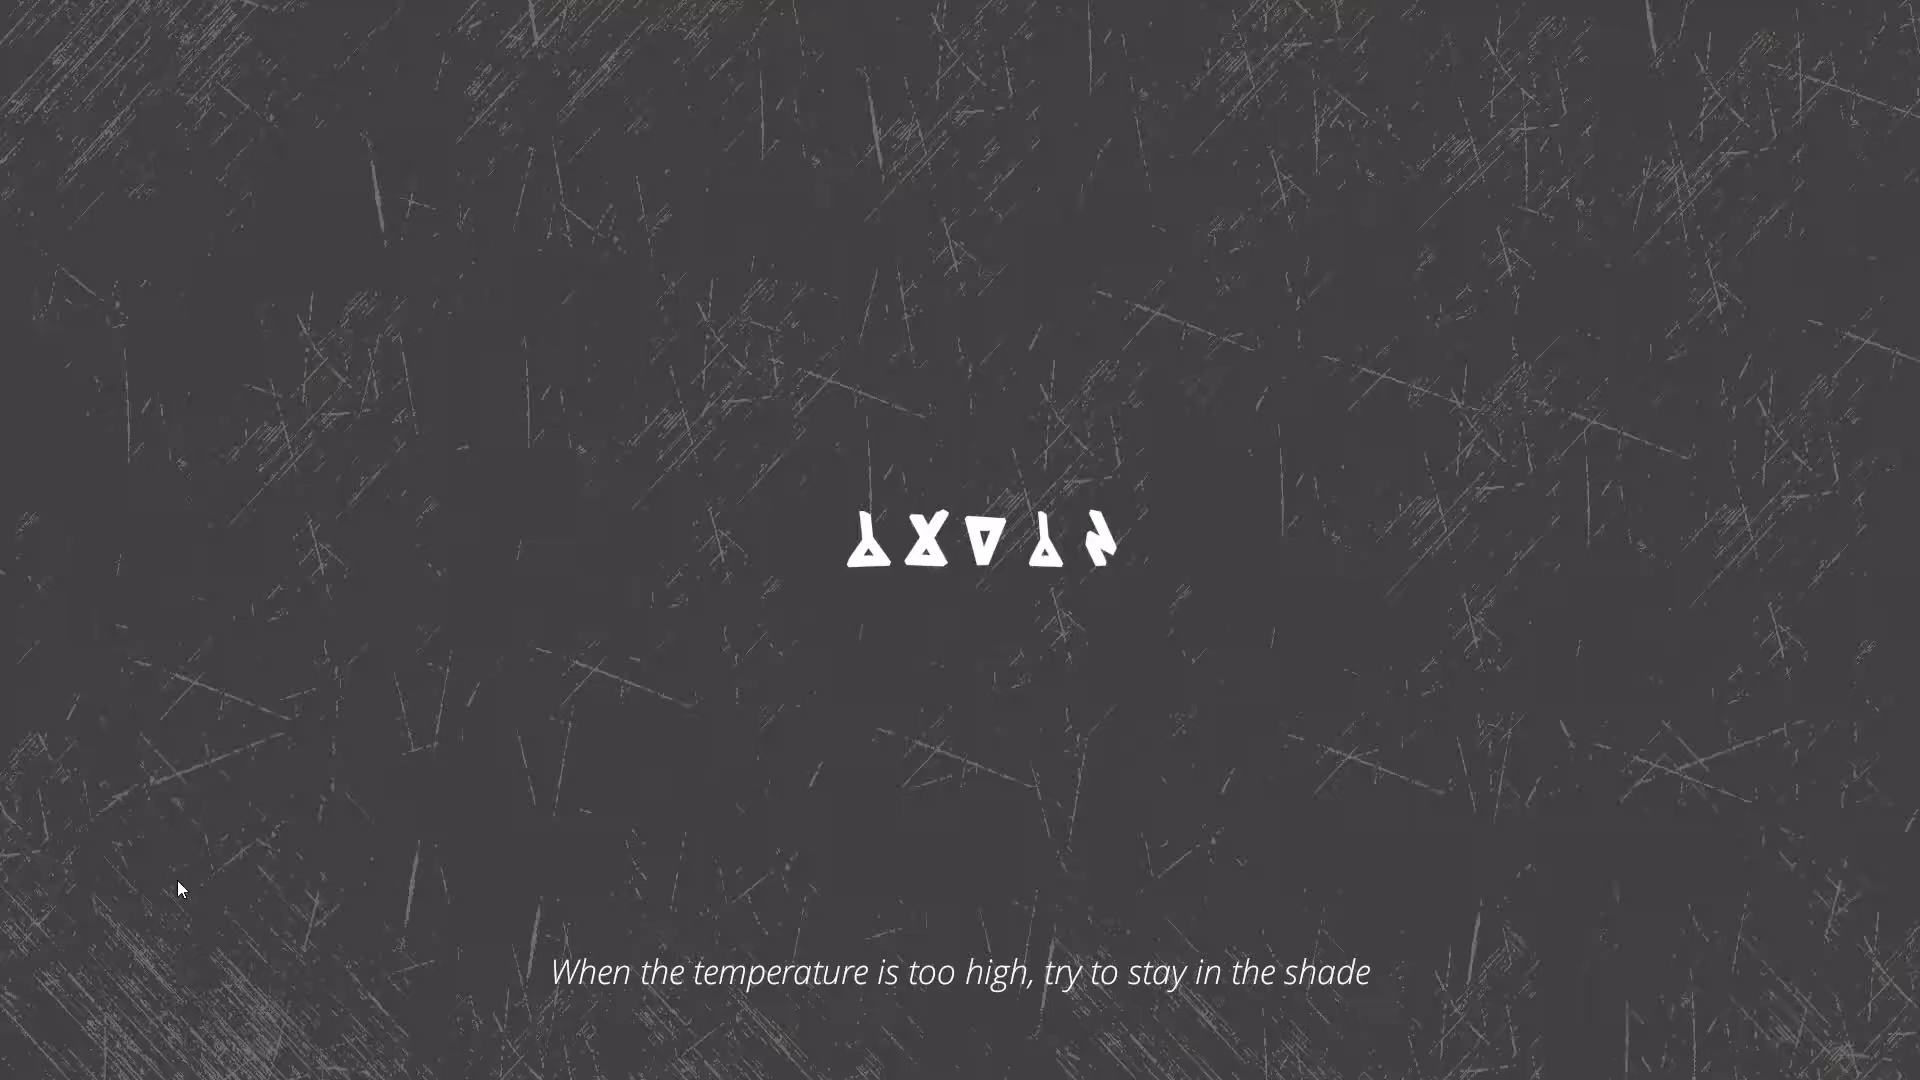 When the temperature is too high, try to stay in the shade